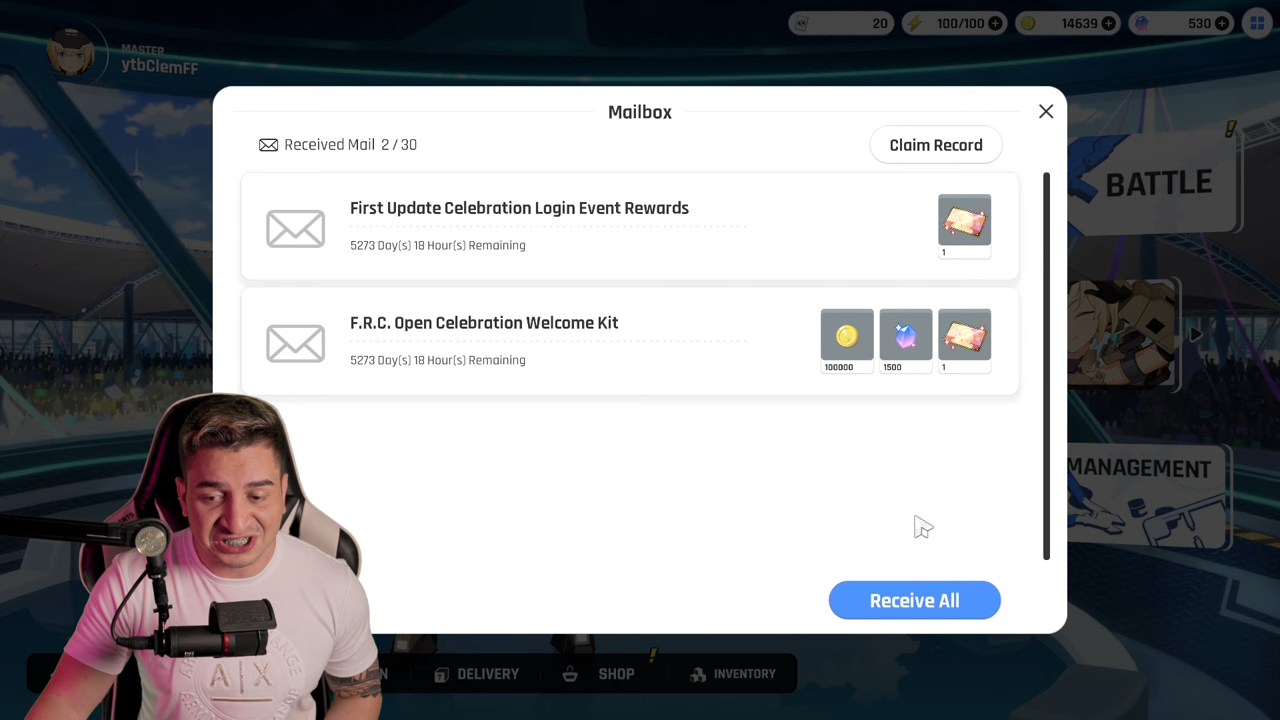 20
100/100
14639
530
MASTER
ytbClemFF
Mailbox
Received Mail 2 / 30
Claim Record
BATTLE
First Update Celebration Login Event Rewards
5273 Day(s) 18 Hour(s) Remaining
1
F.R.C. Open Celebration Welcome Kit
5273 Day(s) 18 Hour(s) Remaining
100000
1500
1
MANAGEMENT
Receive All
N
DELIVERY
SHOP
INVENTORY
A|X